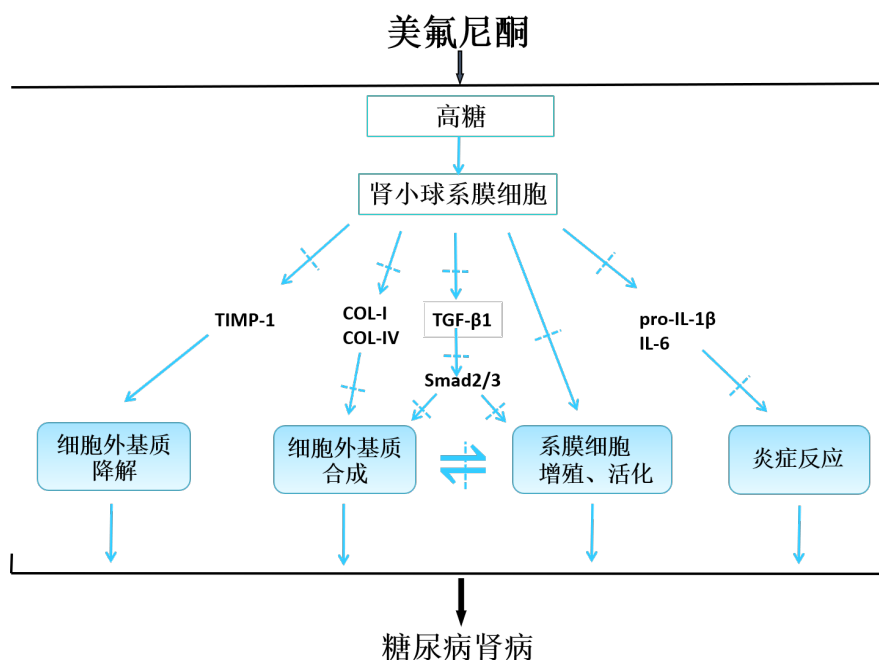 美氟尼酮
高糖
肾小球系膜细胞
TIMP-1
COL-I
COL-IV
TGF-β1
pro-IL-1β
IL-6
Smad2/3
细胞外基质
降解
细胞外基质
合成
系膜细胞
增殖、活化
炎症反应
糖尿病肾病